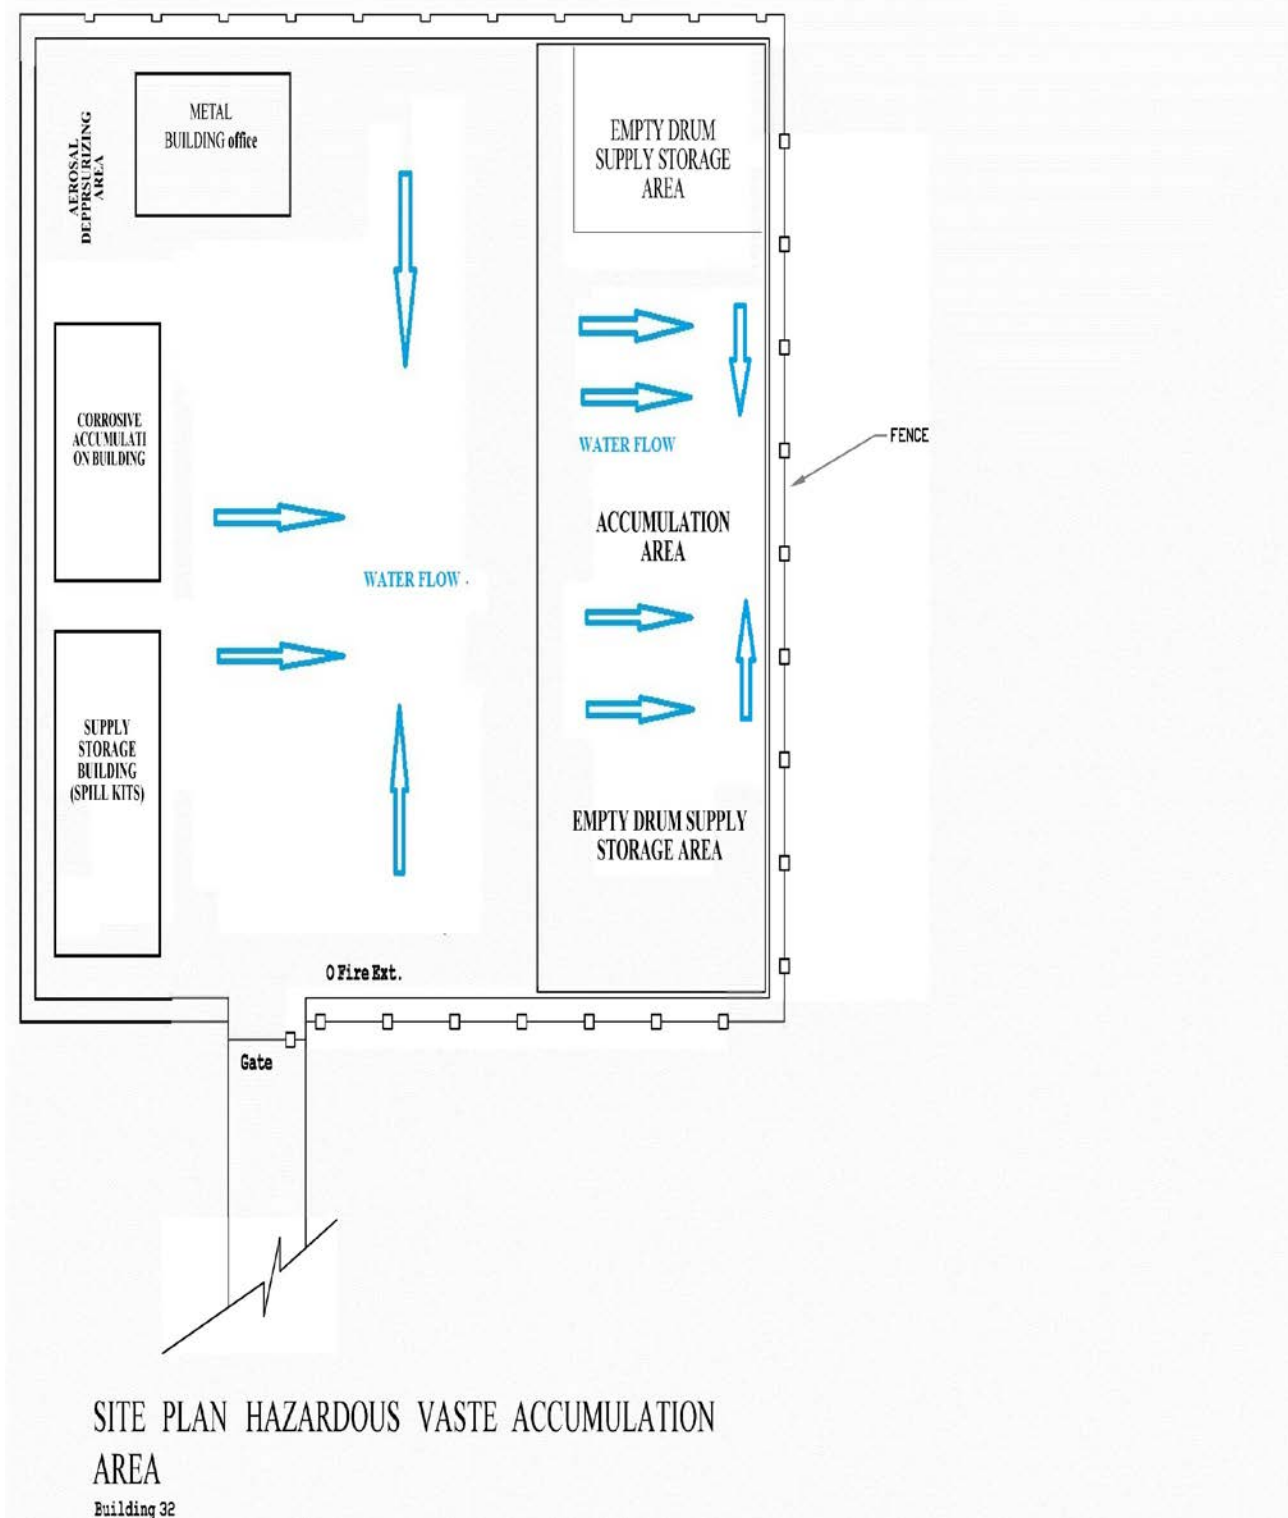 METAL
BUILDING office
AEROSAL
DEPPRSURIZING
AREA
EMPTY DRUM
SUPPLY STORAGE
AREA
CORROSIVE
ACCUMULATI
ON BUILDING
WATER FLOW
FENCE
ACCUMULATION
AREA
WATER FLOW
SUPPLY
STORAGE
BUILDING
(SPILL KITS)
EMPTY DRUM SUPPLY
STORAGE AREA
O Fire Ext.
Gate
SITE PLAN HAZARDOUS VASTE ACCUMULATION
AREA
Building 32